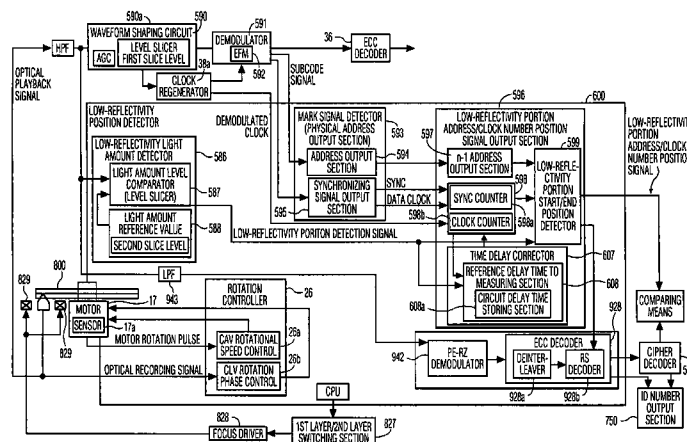 590a
WAVEFORM SHAPING CIRCUIT
590
HPF
AGC
LEVEL SLICER
FIRST SLICE LEVEL
591
DEMODULATOR
EFM
592
36
ECC
DECODER
OPTICAL
PLAYBACK
SIGNAL
38a
CLOCK
REGENERATOR
SUBCODE
SIGNAL
DEMODULATED
CLOCK
596
600
LOW-REFLECTIVITY
POSITION
DETECTOR
LOW-REFLECTIVITY LIGHT
AMOUNT DETECTOR
586
LIGHT AMOUNT LEVEL
COMPARATOR
(LEVEL SLICER)
587
LIGHT AMOUNT
REFERENCE VALUE
588
SECOND SLICE LEVEL
MARK SIGNAL DETECTOR
(PHYSICAL ADDRESS
OUTPUT SECTION)
593
594
ADDRESS OUTPUT
SECTION
SYNCHRONIZING
SIGNAL OUTPUT
SECTION
595
SYNC
DATA CLOCK
LOW-REFLECTIVITY PORTION
ADDRESS/CLOCK NUMBER POSITION
SIGNAL OUTPUT SECTION
597
n-1 ADDRESS
OUTPUT SECTION
599
598
SYNC COUNTER
598a
598b
CLOCK COUNTER
LOW-REFLE-
CTIVITY
PORTION
START/END
POSITION
DETECTOR
LOW-REFLECTIVITY
PORTION
ADDRESS/CLOCK
NUMBER POSITION
SIGNAL
LOW-REFLECTIVITY PORITON DETECTION SIGNAL
TIME DELAY CORRECTOR
607
REFERENCE DELAY TIME TO
MEASURING SECTION
608
CIRCUIT DELAY TIME
STORING SECTION
608a
829
800
LPF
943
829
MOTOR
17
SENSOR
17a
ROTATION
CONTROLLER
26
CAV ROTATIONAL
SPEED CONTROL
26a
26b
CLV ROTATION
PHASE CONTROL
MOTOR ROTATION PULSE
OPTICAL RECORDING SIGNAL
942
PE-RZ
DEMODULATOR
928
ECC DECODER
DEINTER-
LEAVER
RS
DECODER
928a
928b
COMPARING
MEANS
CIPHER
DECODER
ID NUMBER
OUTPUT
SECTION
750
CPU
828
FOCUS DRIVER
1ST LAYER/2ND LAYER
SWITCHING SECTION
827